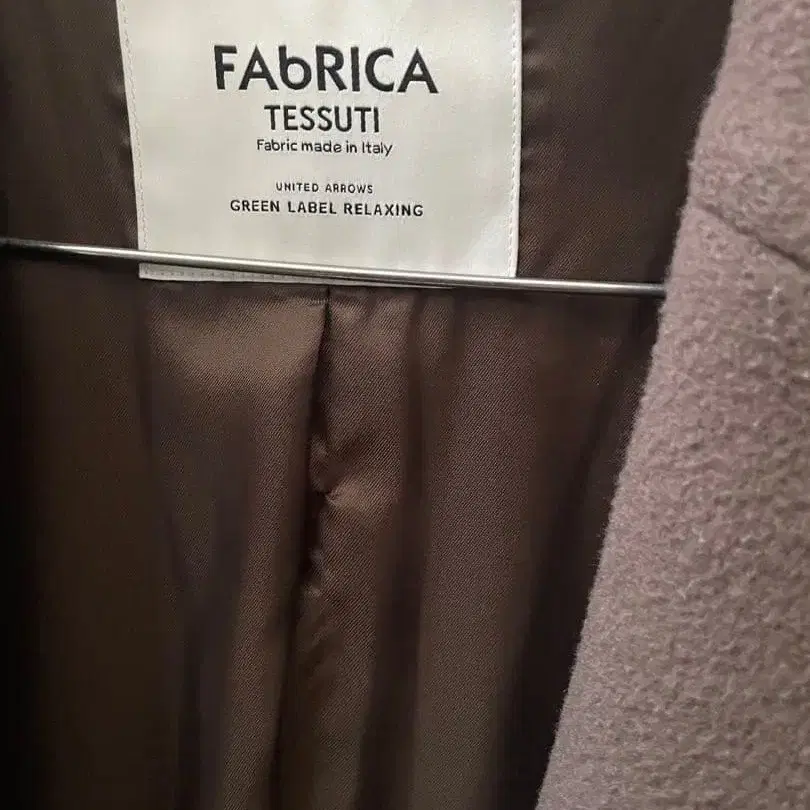 FAbRICA
TESSUTI
Fabric made in Italy
UNITED ARROWS
GREEN LABEL RELAXING